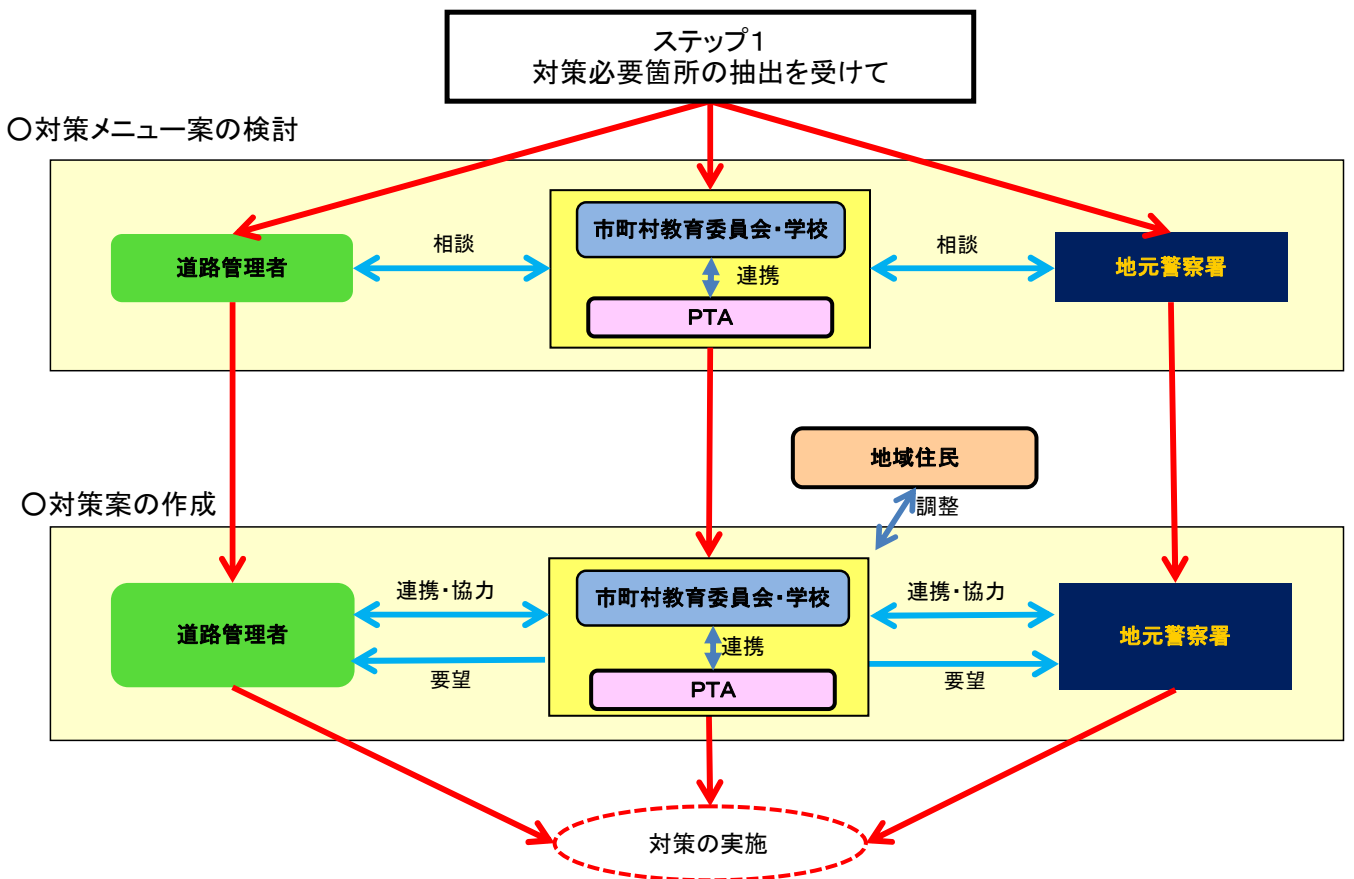 ステップ1
対策必要箇所の抽出を受けて
○対策メニュー案の検討
市町村教育委員会・学校
道路管理者
相談
相談
地元警察署
連携
PTA
地域住民
調整
○対策案の作成
市町村教育委員会・学校
連携・協力
連携・協力
道路管理者
地元警察署
連携
要望
要望
PTA
対策の実施